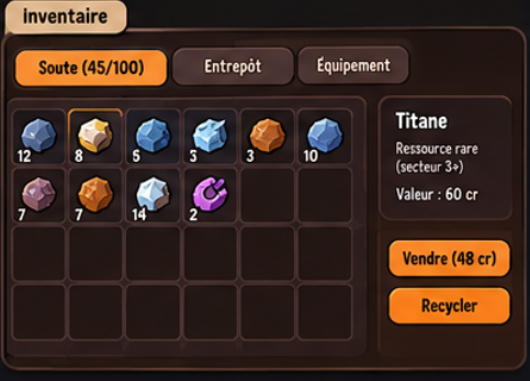 inventaire
Soute (45/100)
Entrepôt
Équipement
12
8
5
3
3
10
7
7
14
2
Titane
Ressource rare
(secteur 3+)
Valeur : 60 cr
Vendre (48 cr)
Recycler